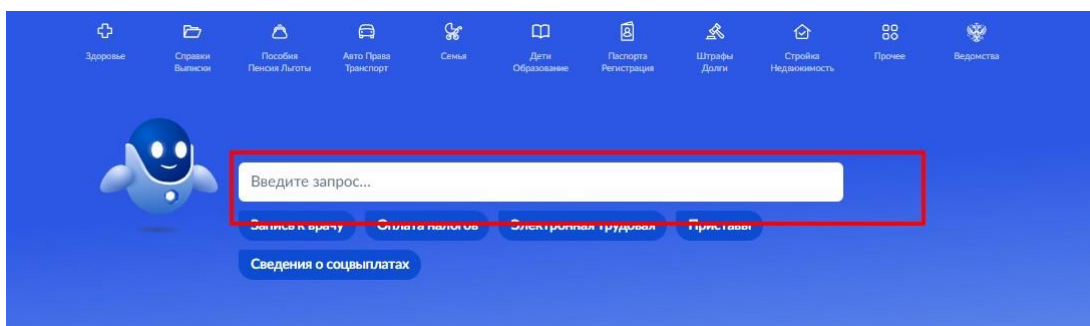 Здоровье
Справки
Выписки
Пособия
Пенсия Льготы
Авто Права
Транспорт
Семья
Дети
Образование
Паспорта
Регистрация
Штрафы
Долги
Стройка
Недвижимость
Прочее
Ведомства
Введите запрос...
Запись к врачу Оплата налогов Электронная трудовая Приставы
Сведения о соцвыплатах